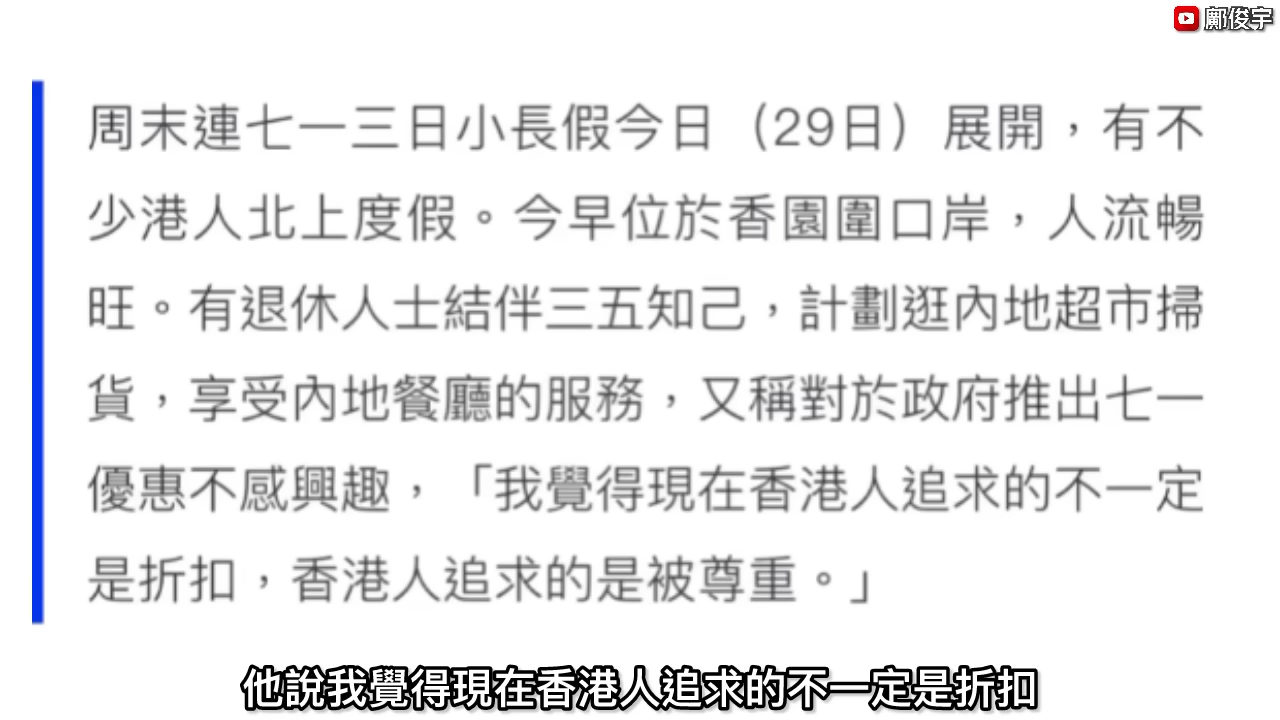 鄺俊宇
周末連七一三日小長假今日（29日）展開，有不
少港人北上度假。今早位於香園圍口岸，人流暢
旺。有退休人士結伴三五知己，計劃逛內地超市掃
貨，享受內地餐廳的服務，又稱對於政府推出七一
優惠不感興趣，「我覺得現在香港人追求的不一定
是折扣，香港人追求的是被尊重。」
他說我覺得現在香港人追求的不一定是折扣